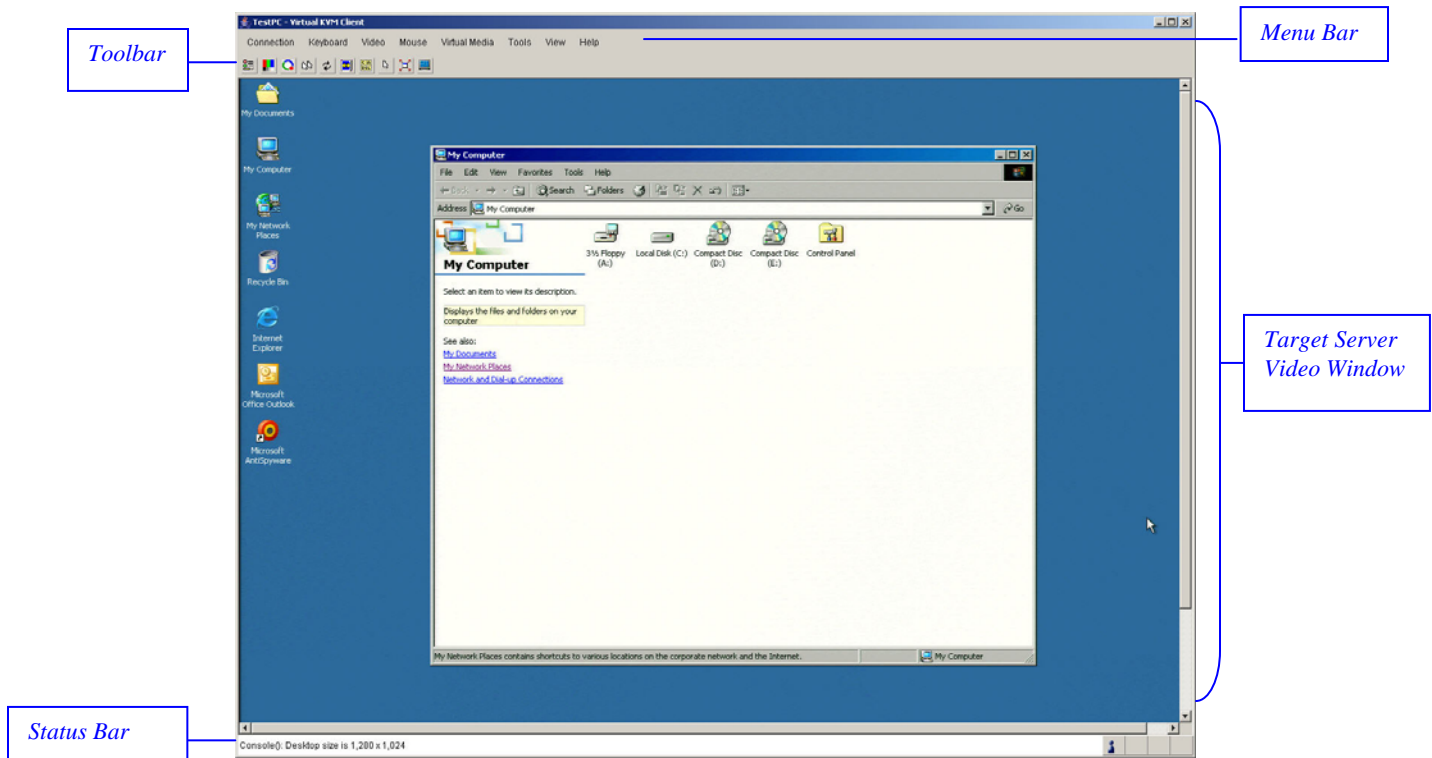 TestPC - Virtual KVM Client
Menu Bar
Toolbar
Connection Keyboard Video Mouse Virtual Media Tools View Help
My Documents
My Computer
My Network
Places
Recycle Bin
Internet
Explorer
Microsoft
Office Outlook
Microsoft
AntiSpyware
My Computer
File Edit View Favorites Tools Help
Back Search Folders
Address My Computer Go
3½ Floppy
(A:)
Local Disk (C:)
Compact Disc
(D:)
Compact Disc
(E:)
Control Panel
My Computer
Select an item to view its description.
Displays the files and folders on your
computer
See also:
My Documents
My Network Places
Network and Dial-up Connections
My Network Places contains shortcuts to various locations on the corporate network and the Internet.
My Computer
Target Server
Video Window
Status Bar
Console(): Desktop size is 1,280 x 1,024